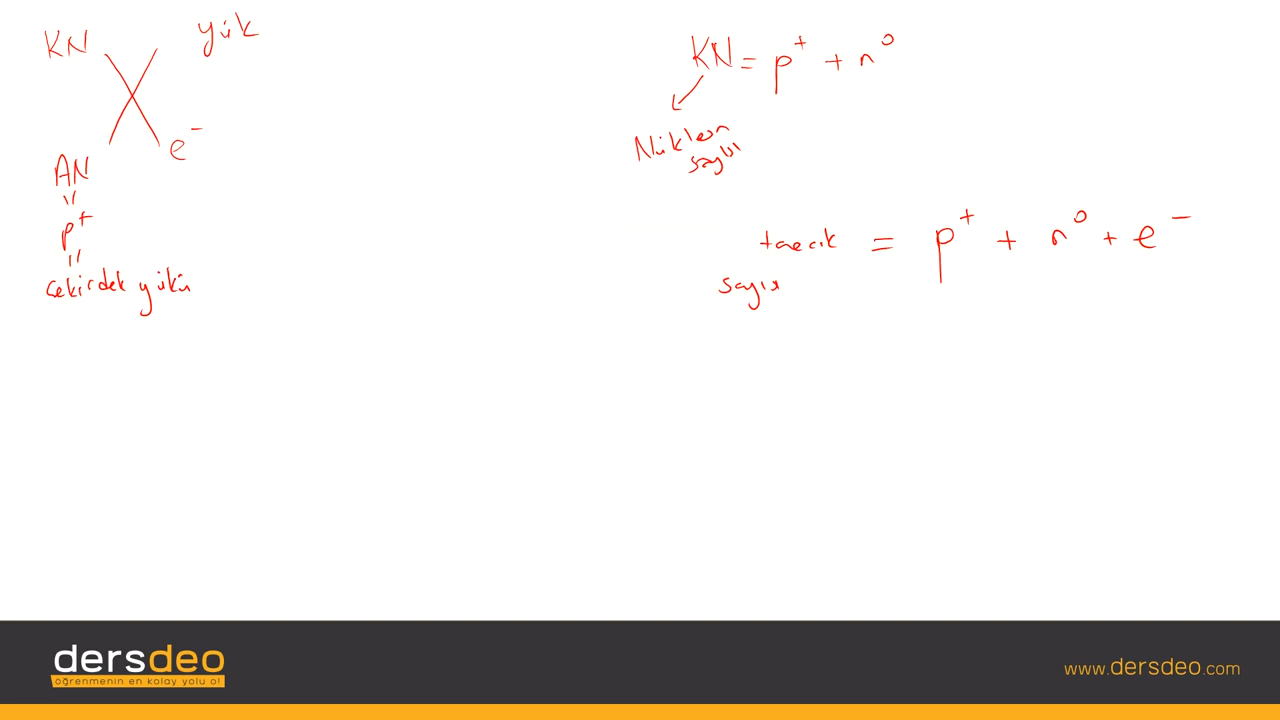 KN yük
AN e⁻
"
p⁺
"
çekirdek yükü
KN = p⁺ + n⁰
Nükleon
sayısı
tanecik = p⁺ + n⁰ + e⁻
sayısı
dersdeo
öğrenmenin en kolay yolu o!
www.dersdeo.com